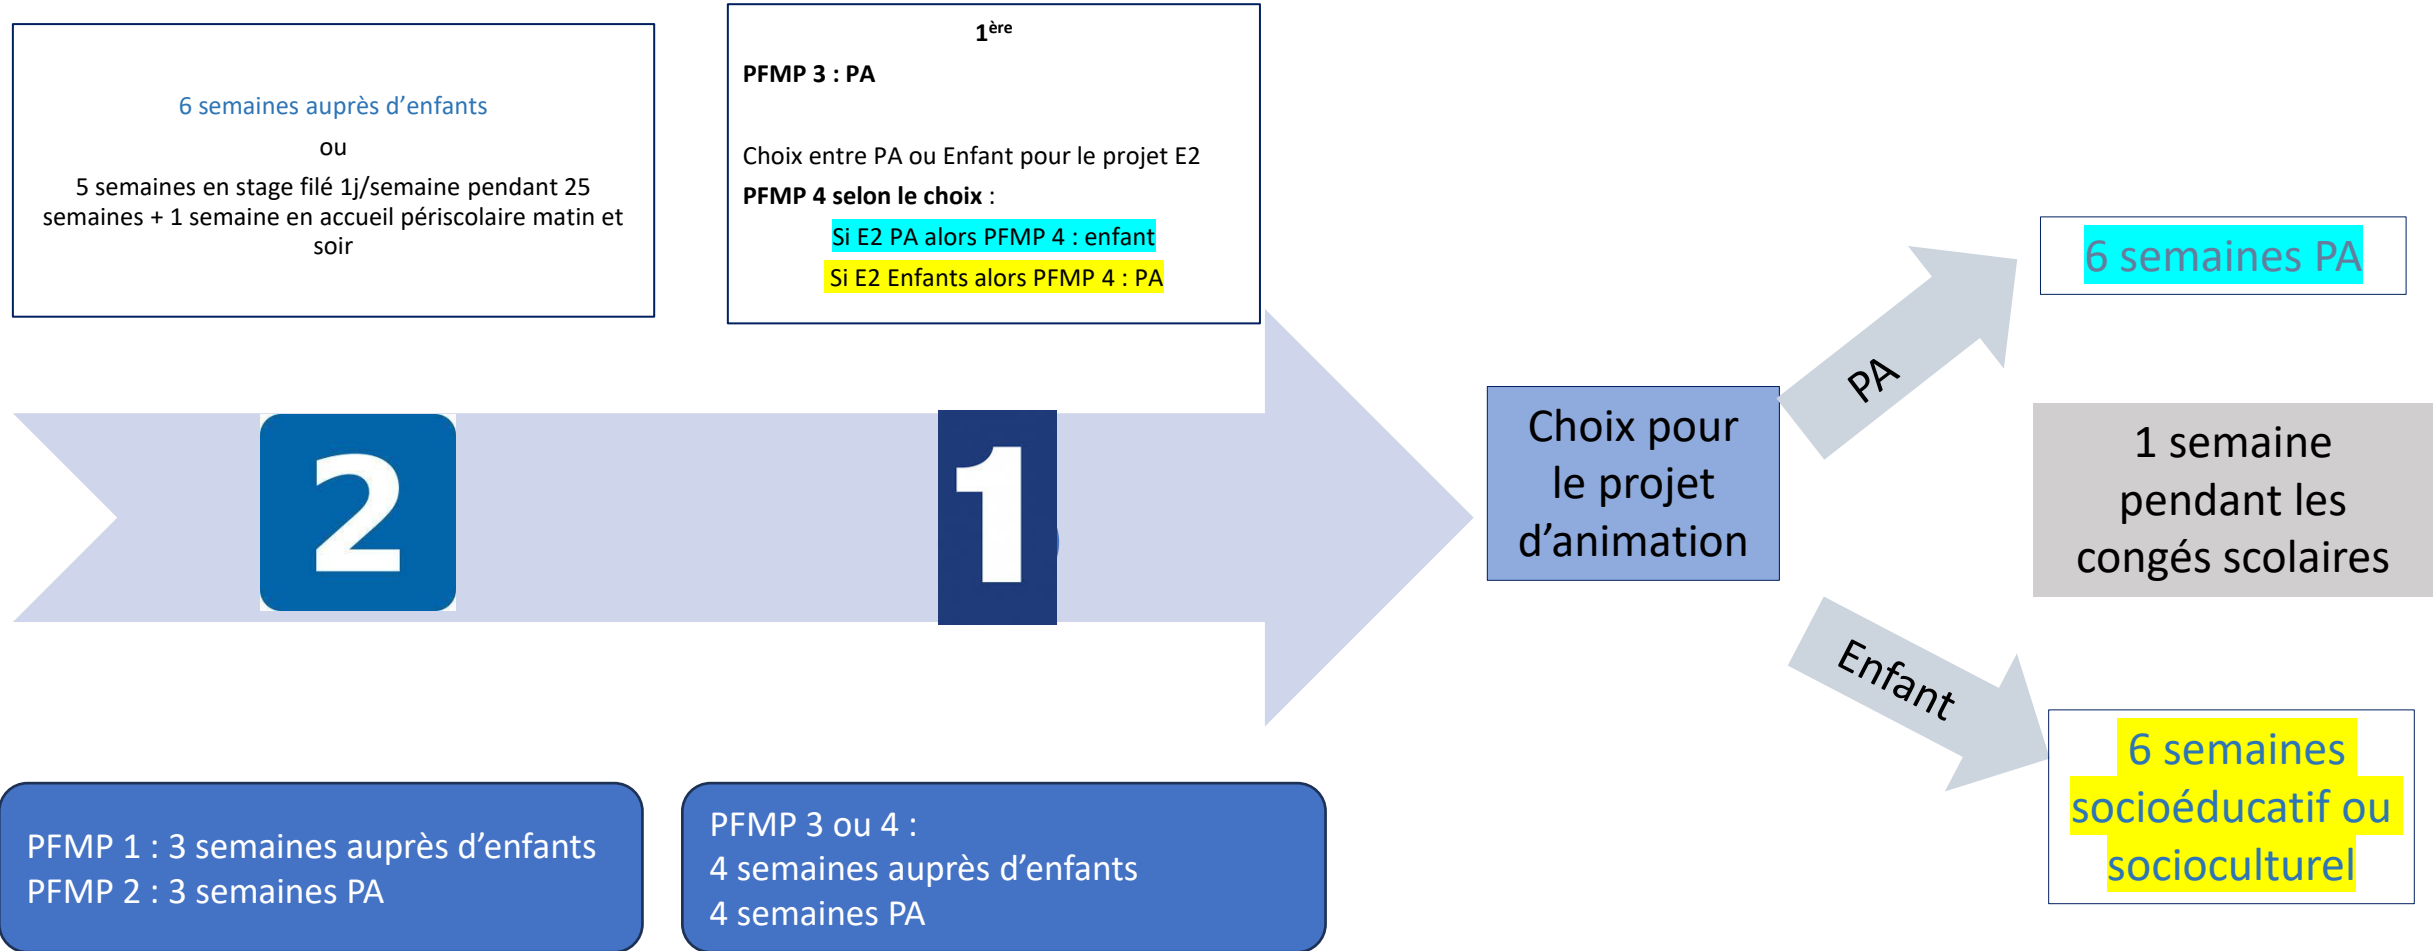 6 semaines auprès d’enfants
ou
5 semaines en stage filé 1j/semaine pendant 25
semaines + 1 semaine en accueil périscolaire matin et
soir
1ère
PFMP 3 : PA
Choix entre PA ou Enfant pour le projet E2
PFMP 4 selon le choix :
Si E2 PA alors PFMP 4 : enfant
Si E2 Enfants alors PFMP 4 : PA
2
1
Choix pour
le projet
d’animation
PA
6 semaines PA
1 semaine
pendant les
congés scolaires
Enfant
6 semaines
socioéducatif ou
socioculturel
PFMP 1 : 3 semaines auprès d’enfants
PFMP 2 : 3 semaines PA
PFMP 3 ou 4 :
4 semaines auprès d’enfants
4 semaines PA